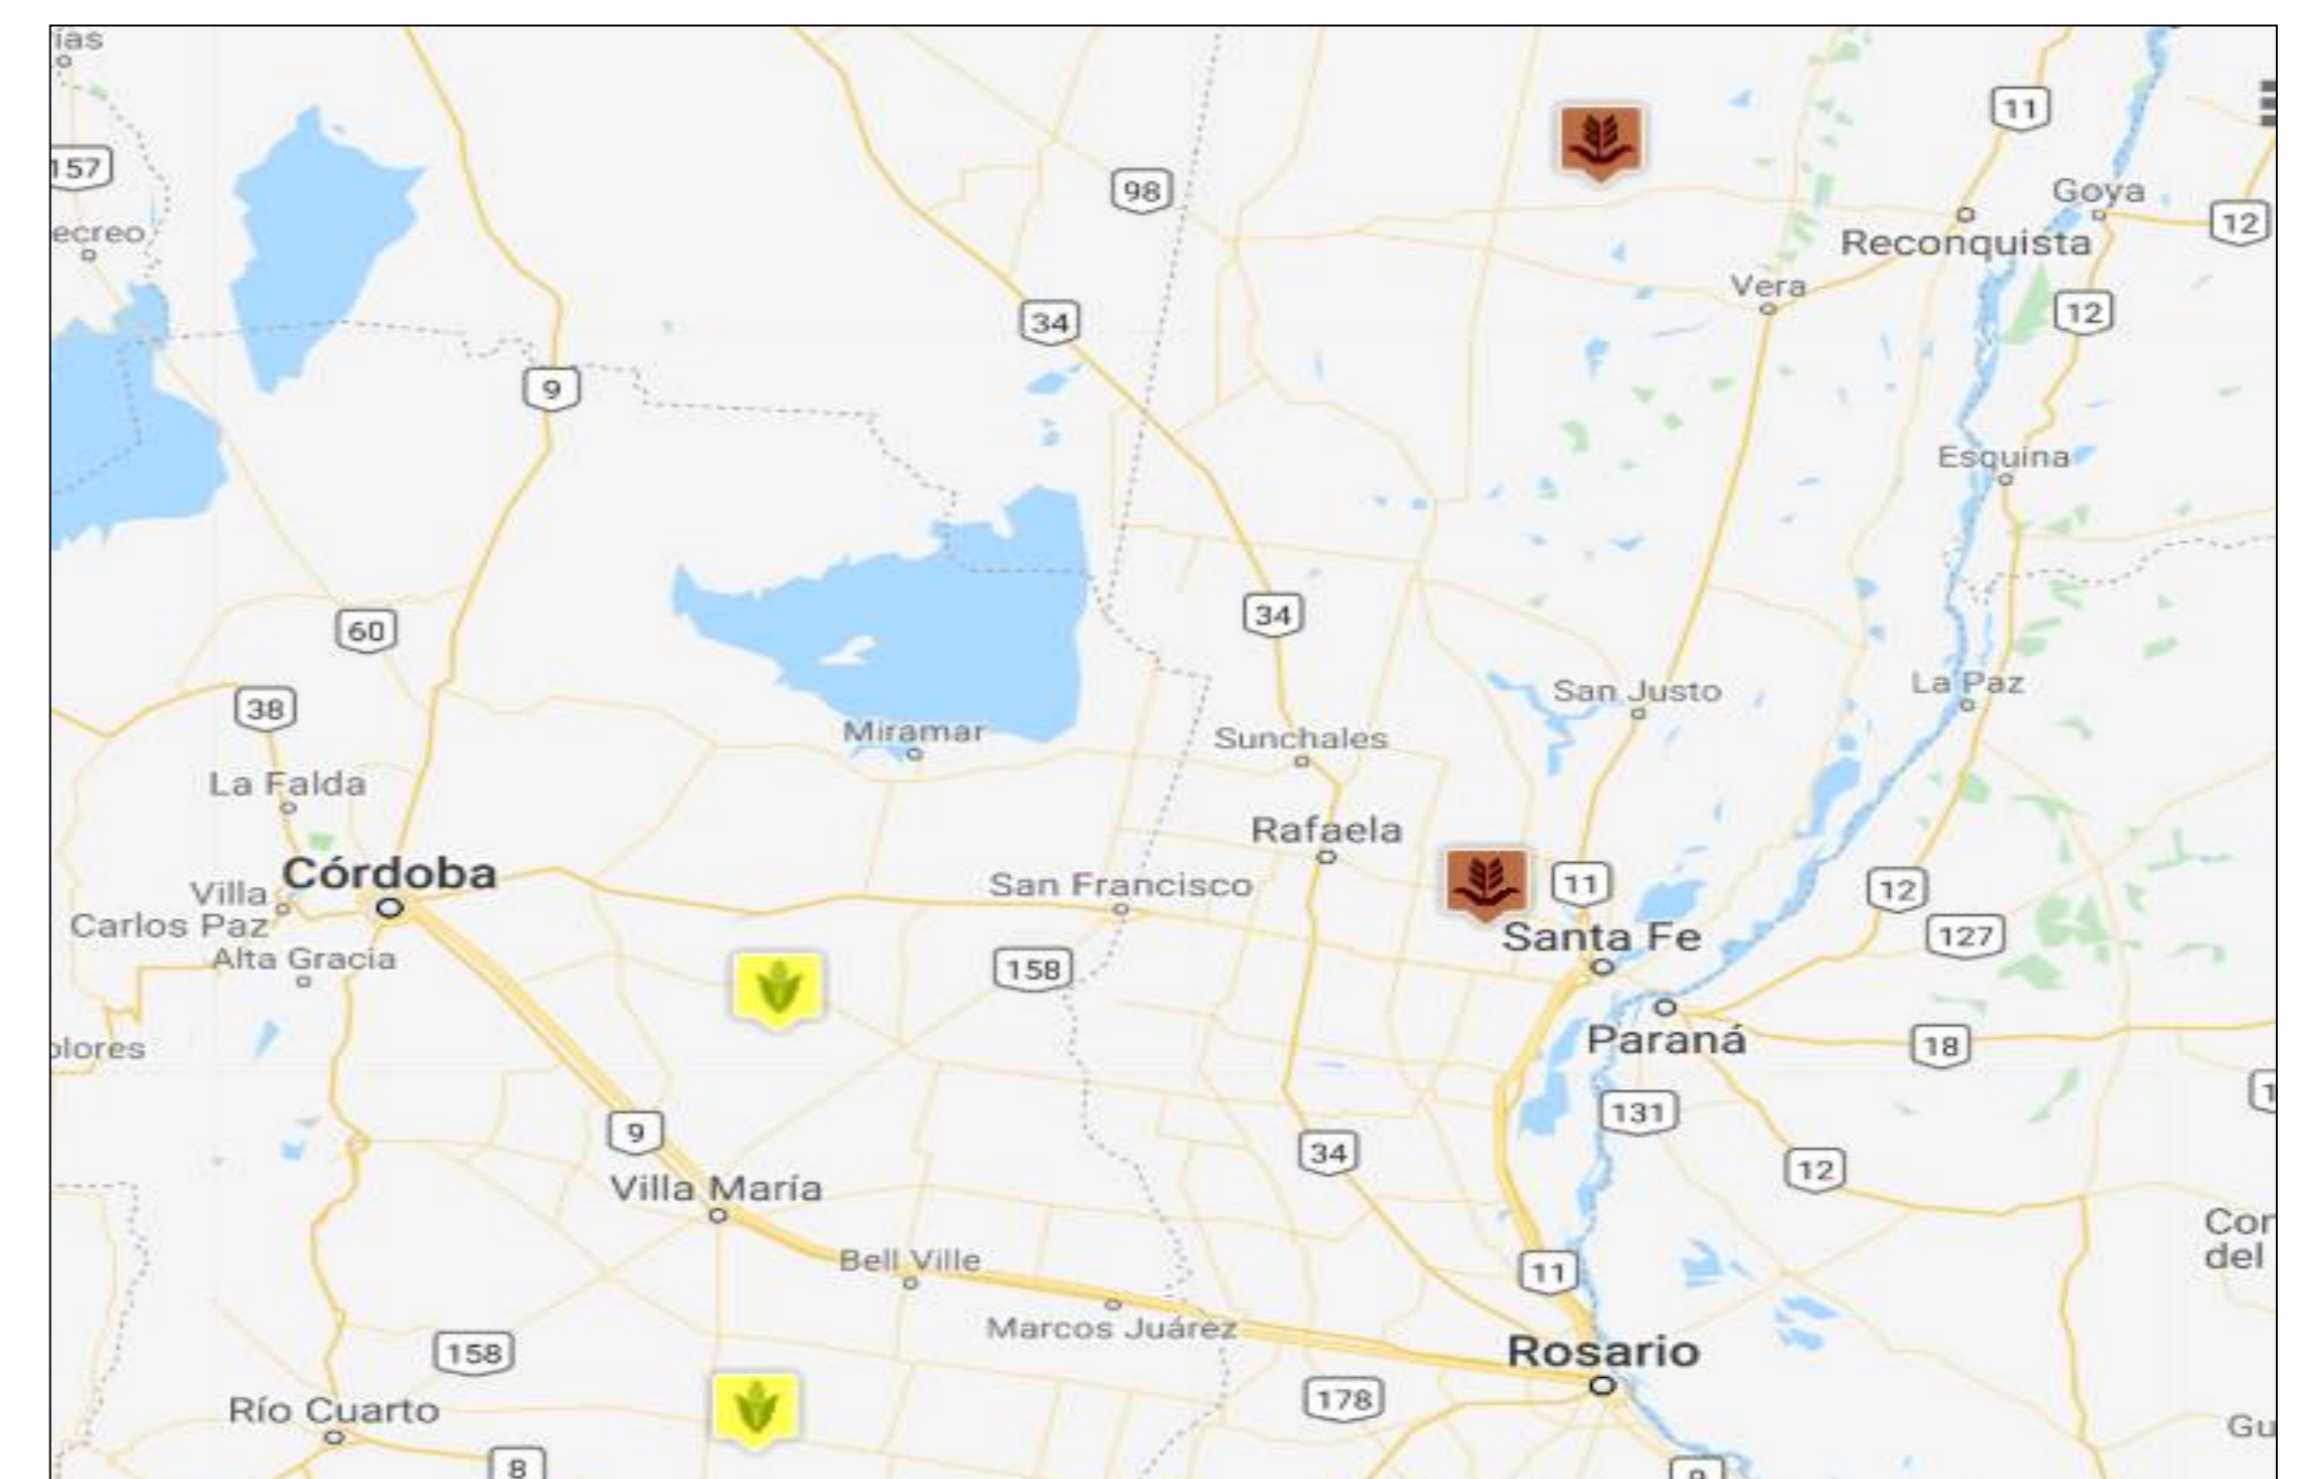 ías
11
157
98
Goya
12
ecreo
Reconquista
Vera
34
12
9
Esquina
34
60
La Paz
San Justo
38
Miramar
Sunchales
La Falda
Rafaela
Córdoba
San Francisco
11
12
Villa
Carlos Paz
Santa Fe
127
Alta Gracia
158
Paraná
18
olores
131
1
9
34
12
Villa María
Cor
del
Bell Ville
11
Marcos Juárez
Rosario
158
178
Río Cuarto
Gu
8
9